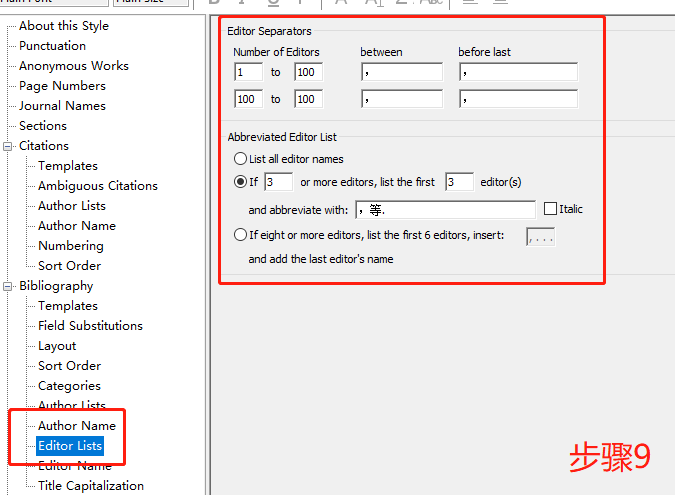 Main Font
Main Size
About this Style
Punctuation
Anonymous Works
Page Numbers
Journal Names
Sections
Citations
Templates
Ambiguous Citations
Author Lists
Author Name
Numbering
Sort Order
Bibliography
Templates
Field Substitutions
Layout
Sort Order
Categories
Author Lists
Author Name
Editor Lists
Editor Name
Title Capitalization
Editor Separators
Number of Editors between before last
1 to 100 , ,
100 to 100 , ,
Abbreviated Editor List
List all editor names
If 3 or more editors, list the first 3 editor(s)
and abbreviate with: ，等. Italic
If eight or more editors, list the first 6 editors, insert: , . . .
and add the last editor's name
步骤9